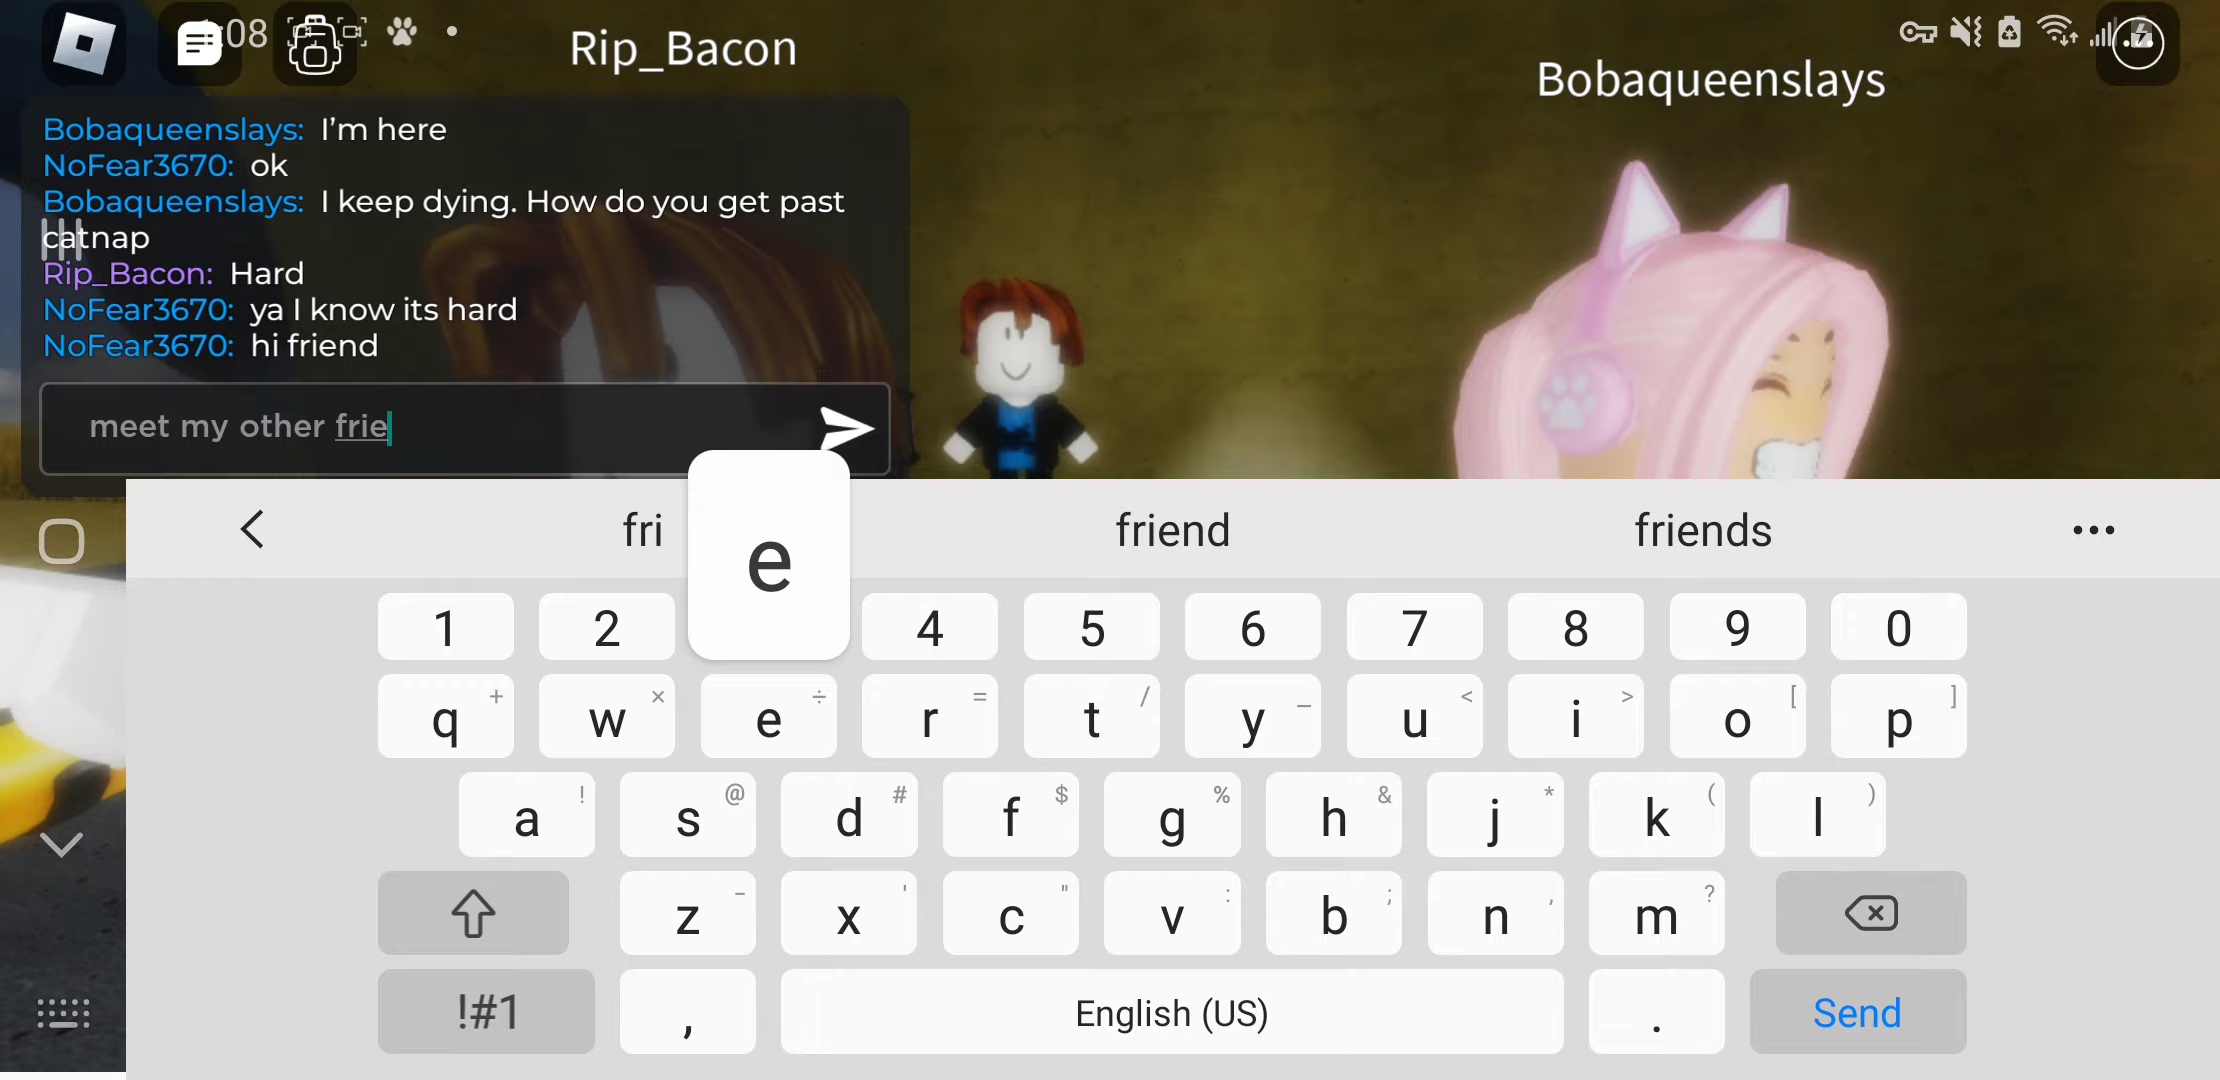 :08
Rip_Bacon
Bobaqueenslays
Bobaqueenslays: I'm here
NoFear3670: ok
Bobaqueenslays: I keep dying. How do you get past
catnap
Rip_Bacon: Hard
NoFear3670: ya I know its hard
NoFear3670: hi friend
meet my other frie
fri friend friends
e
1 2 4 5 6 7 8 9 0
q + w × e ÷ r = t / y _ u < i > o [ p ]
a ! s @ d # f $ g % h & j * k ( l )
z - x ' c " v : b ; n , m ?
!#1 , English (US) . Send